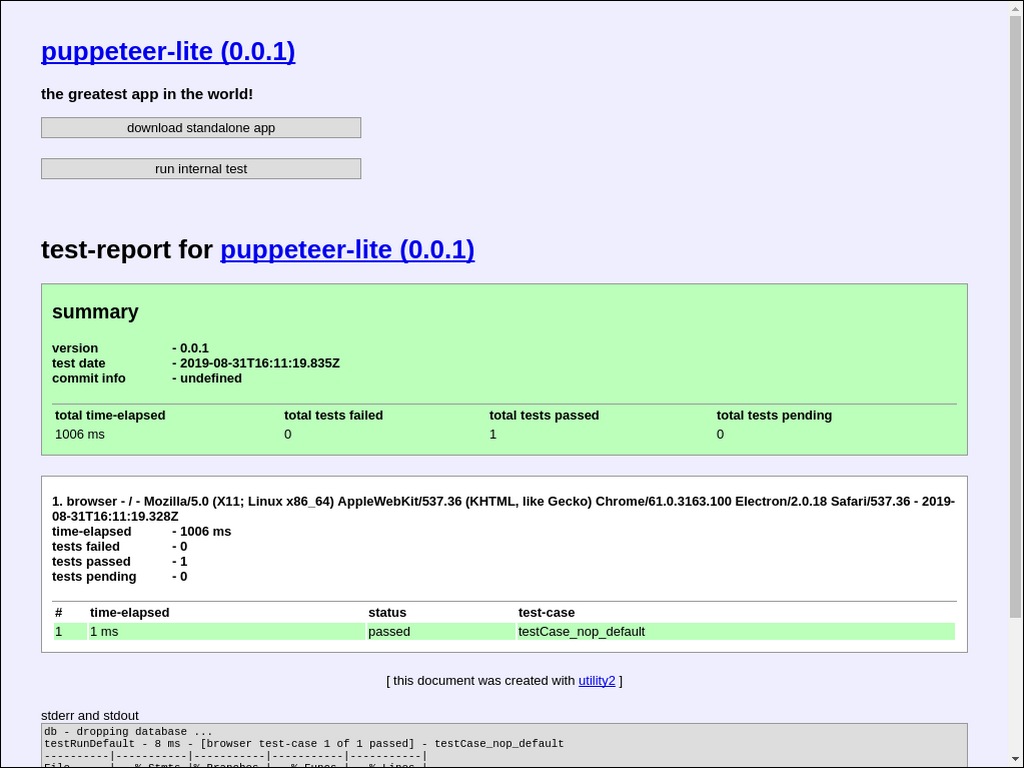 puppeteer-lite (0.0.1)
the greatest app in the world!
download standalone app
run internal test
test-report for puppeteer-lite (0.0.1)
summary
version - 0.0.1
test date - 2019-08-31T16:11:19.835Z
commit info - undefined
total time-elapsed total tests failed total tests passed total tests pending
1006 ms 0 1 0
1. browser - / - Mozilla/5.0 (X11; Linux x86_64) AppleWebKit/537.36 (KHTML, like Gecko) Chrome/61.0.3163.100 Electron/2.0.18 Safari/537.36 - 2019-
08-31T16:11:19.328Z
time-elapsed - 1006 ms
tests failed - 0
tests passed - 1
tests pending - 0
# time-elapsed status test-case
1 1 ms passed testCase_nop_default
[ this document was created with utility2 ]
stderr and stdout
db - dropping database ...
testRunDefault - 8 ms - [browser test-case 1 of 1 passed] - testCase_nop_default
----------|-----------|-----------|-----------|-----------|
File | % Stmts |% Branches | % Funcs | % Lines |